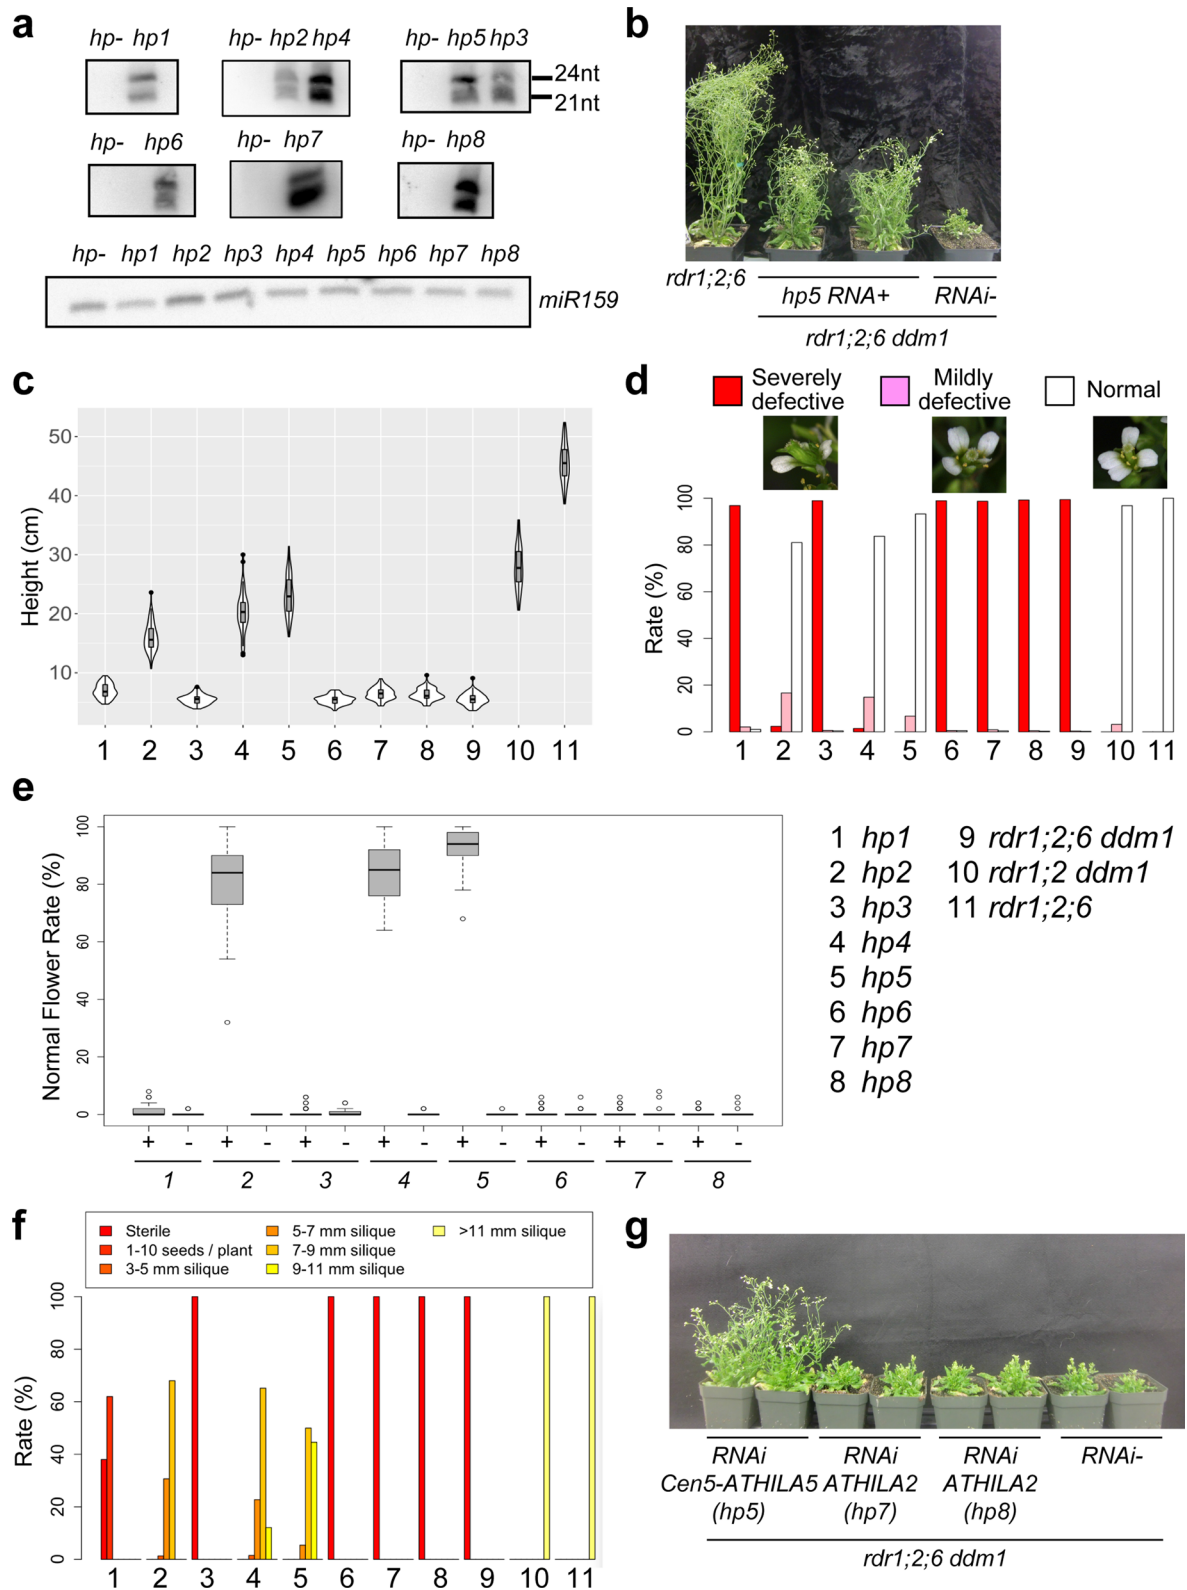 a
hp- hp1
hp- hp2 hp4
hp- hp5 hp3
24nt
21nt
hp- hp6
hp- hp7
hp- hp8
hp- hp1 hp2 hp3 hp4 hp5 hp6 hp7 hp8
miR159
b
rdr1;2;6
hp5 RNA+
RNAi-
rdr1;2;6 ddm1
c
Height (cm)
50
40
30
20
10
1 2 3 4 5 6 7 8 9 10 11
d
Severely
defective
Mildly
defective
Normal
Rate (%)
100
80
60
40
20
0
1 2 3 4 5 6 7 8 9 10 11
e
Normal Flower Rate (%)
100
80
60
40
20
0
+ - + - + - + - + - + - + - + -
1 2 3 4 5 6 7 8
1 hp1
2 hp2
3 hp3
4 hp4
5 hp5
6 hp6
7 hp7
8 hp8
9 rdr1;2;6 ddm1
10 rdr1;2 ddm1
11 rdr1;2;6
f
Sterile
1-10 seeds / plant
3-5 mm silique
5-7 mm silique
7-9 mm silique
9-11 mm silique
>11 mm silique
Rate (%)
100
80
60
40
20
0
1 2 3 4 5 6 7 8 9 10 11
g
RNAi
Cen5-ATHILA5
(hp5)
RNAi
ATHILA2
(hp7)
RNAi
ATHILA2
(hp8)
RNAi-
rdr1;2;6 ddm1